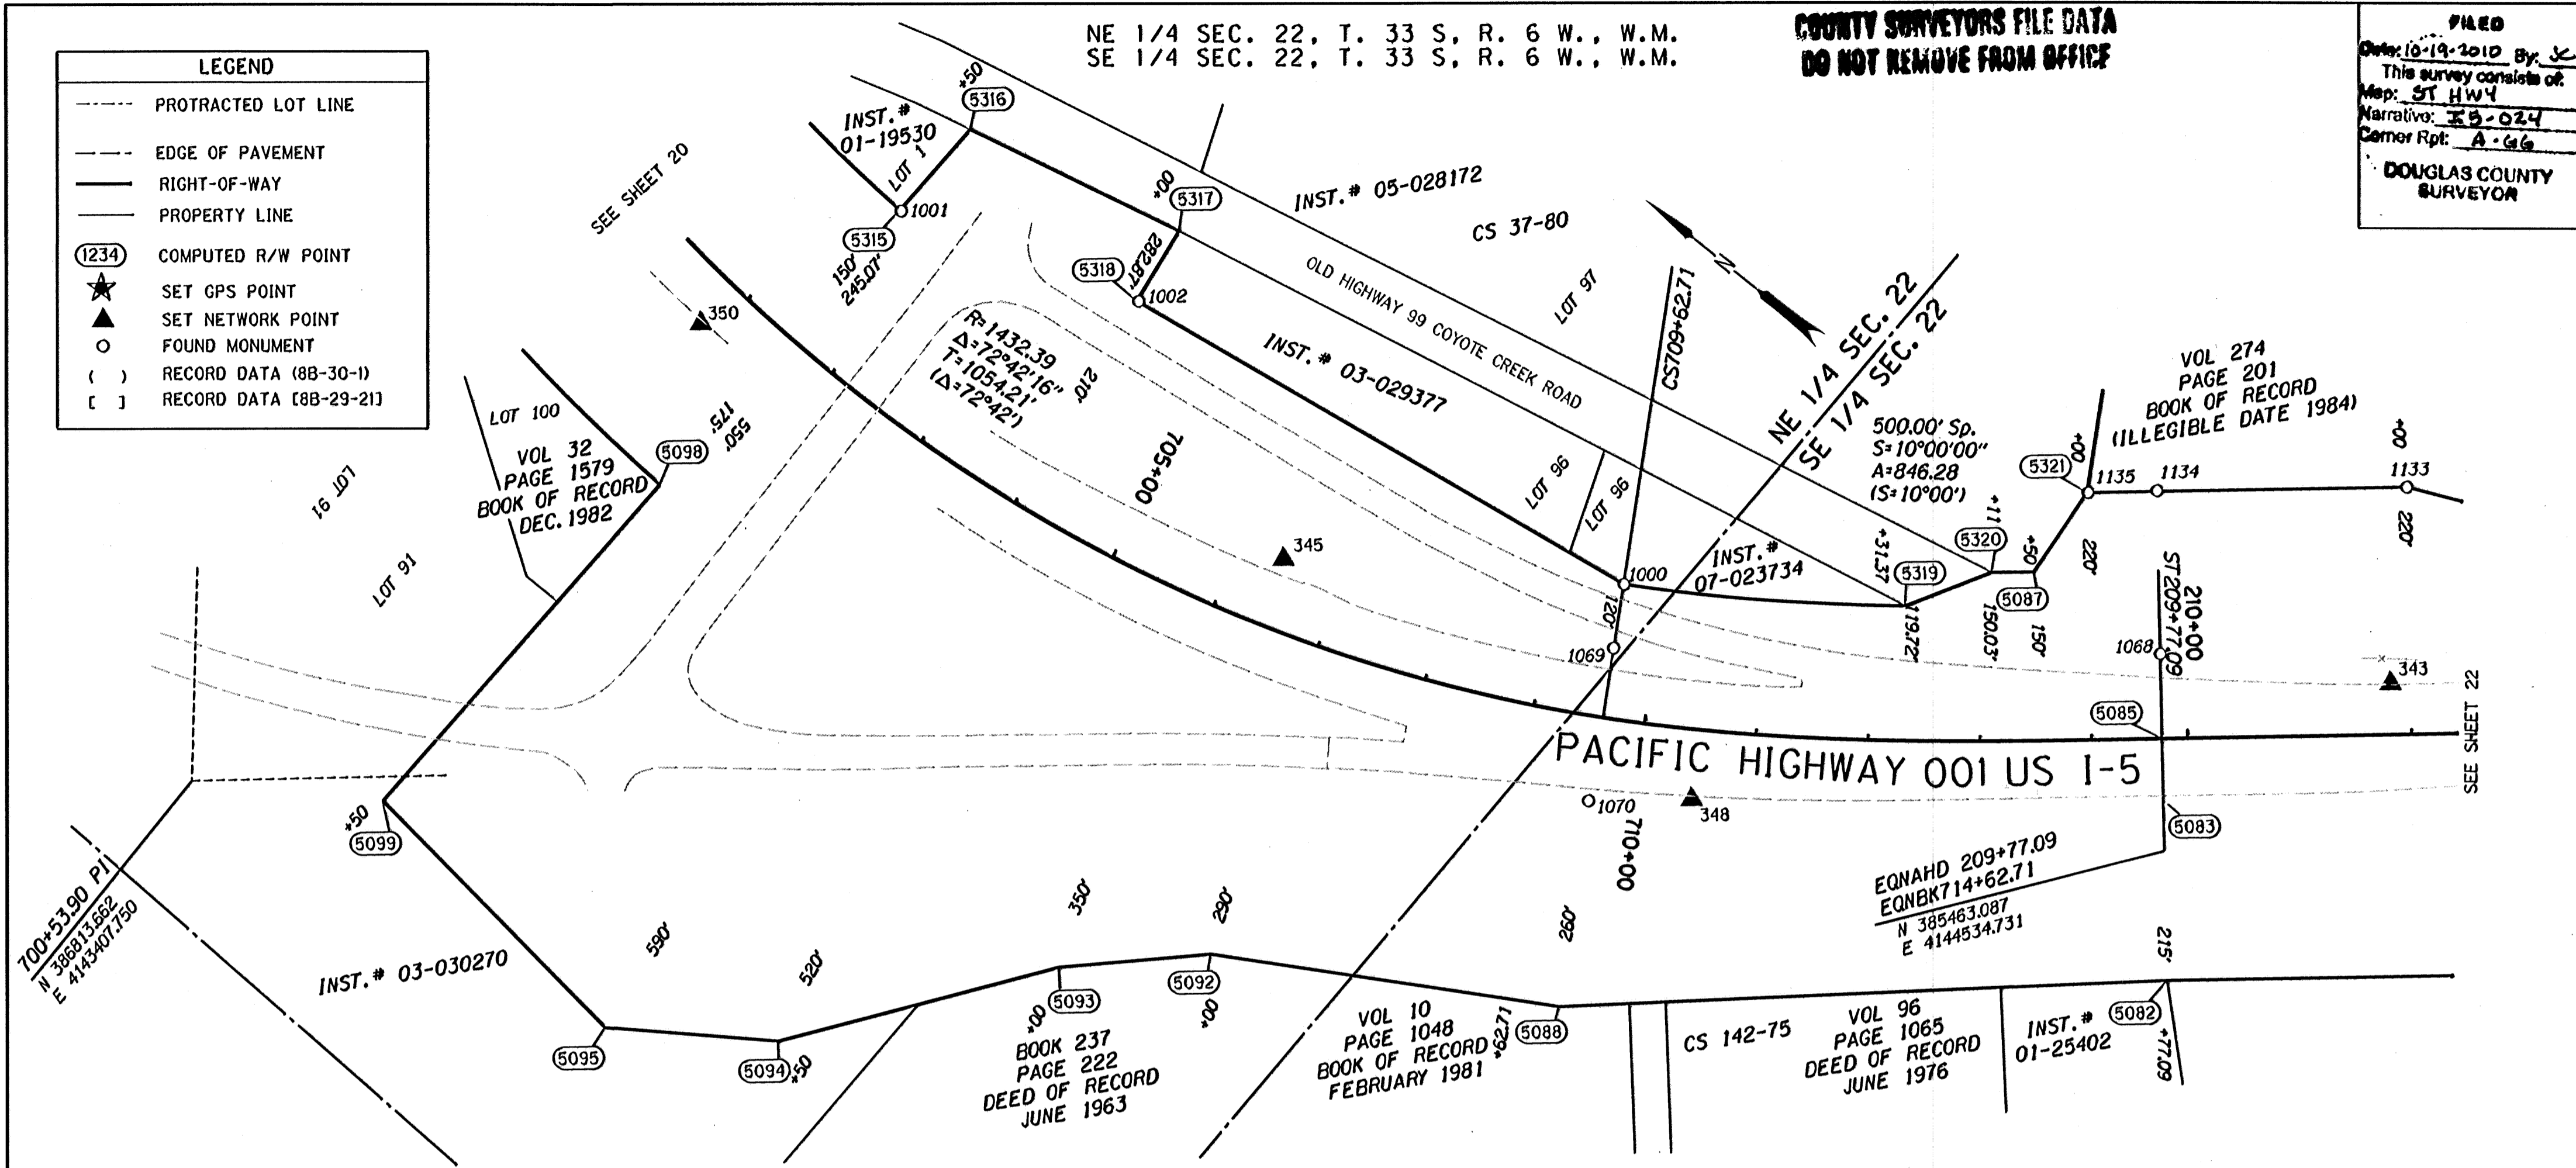 NE 1/4 SEC. 22, T. 33 S, R. 6 W., W.M.
SE 1/4 SEC. 22, T. 33 S, R. 6 W., W.M.
COUNTY SURVEYORS FILE DATA
DO NOT REMOVE FROM OFFICE
FILED
Date: 10-19-2010 By:
This survey consists of:
Map: ST HWY
Narrative: I5-024
Corner Rpt: A-GG
DOUGLAS COUNTY
SURVEYOR
LEGEND
PROTRACTED LOT LINE
EDGE OF PAVEMENT
RIGHT-OF-WAY
PROPERTY LINE
1234 COMPUTED R/W POINT
SET GPS POINT
SET NETWORK POINT
FOUND MONUMENT
( ) RECORD DATA (8B-30-1)
[ ] RECORD DATA [8B-29-21]
SEE SHEET 20
INST. #
01-19530
LOT 1
+50
5316
1001
5315
150'
245.07'
+00
5317
282.87'
5318
1002
INST. # 05-028172
CS 37-80
LOT 97
OLD HIGHWAY 99 COYOTE CREEK ROAD
INST. # 03-029377
N
CS709+62.71
NE 1/4 SEC. 22
SE 1/4 SEC. 22
350
R=1432.39
Δ=72°42'16"
T=1054.21'
(Δ=72°42')
210'
705+00
345
LOT 96
LOT 96
500.00' Sp.
S=10°00'00"
A=846.28
(S=10°00')
VOL 274
PAGE 201
BOOK OF RECORD
(ILLEGIBLE DATE 1984)
+00
5321
1135
1134
+00
1133
220'
220'
+11
5320
+50
5087
+31.37
5319
119.72'
150.03'
150'
INST. #
07-023734
1000
120'
1069
210+00
ST209+77.09
1068
343
5085
SEE SHEET 22
LOT 100
VOL 32
PAGE 1579
BOOK OF RECORD
DEC. 1982
5098
175'
550'
LOT 91
LOT 91
+50
5099
700+53.90 PI
N 386813.662
E 4143407.750
INST. # 03-030270
PACIFIC HIGHWAY 001 US I-5
1070
348
710+00
5083
EQNAHD 209+77.09
EQNBK714+62.71
N 385463.087
E 4144534.731
590'
520'
350'
290'
260'
215'
5095
5094
+50
5093
+00
5092
+00
BOOK 237
PAGE 222
DEED OF RECORD
JUNE 1963
VOL 10
PAGE 1048
BOOK OF RECORD
FEBRUARY 1981
+62.71
5088
CS 142-75
VOL 96
PAGE 1065
DEED OF RECORD
JUNE 1976
INST. #
01-25402
5082
+77.09